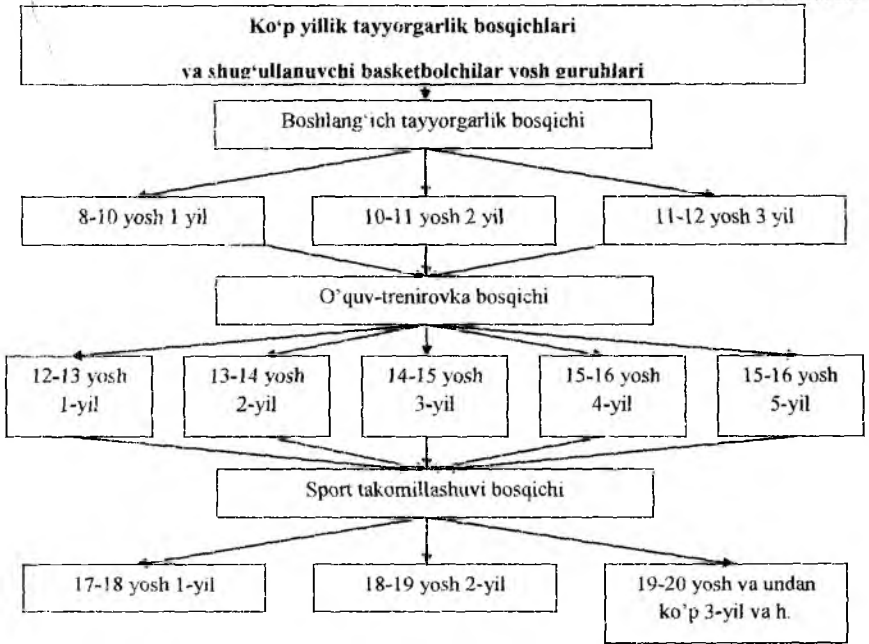 Ko‘p yillik tayyorgarlik bosqichlari
va shug‘ullanuvchi basketbolchilar yosh guruhlari
Boshlang‘ich tayyorgarlik bosqichi
8-10 yosh 1 yil
10-11 yosh 2 yil
11-12 yosh 3 yil
O’quv-trenirovka bosqichi
12-13 yosh
1-yil
13-14 yosh
2-yil
14-15 yosh
3-yil
15-16 yosh
4-yil
15-16 yosh
5-yil
Sport takomillashuvi bosqichi
17-18 yosh 1-yil
18-19 yosh 2-yil
19-20 yosh va undan
ko’p 3-yil va h.